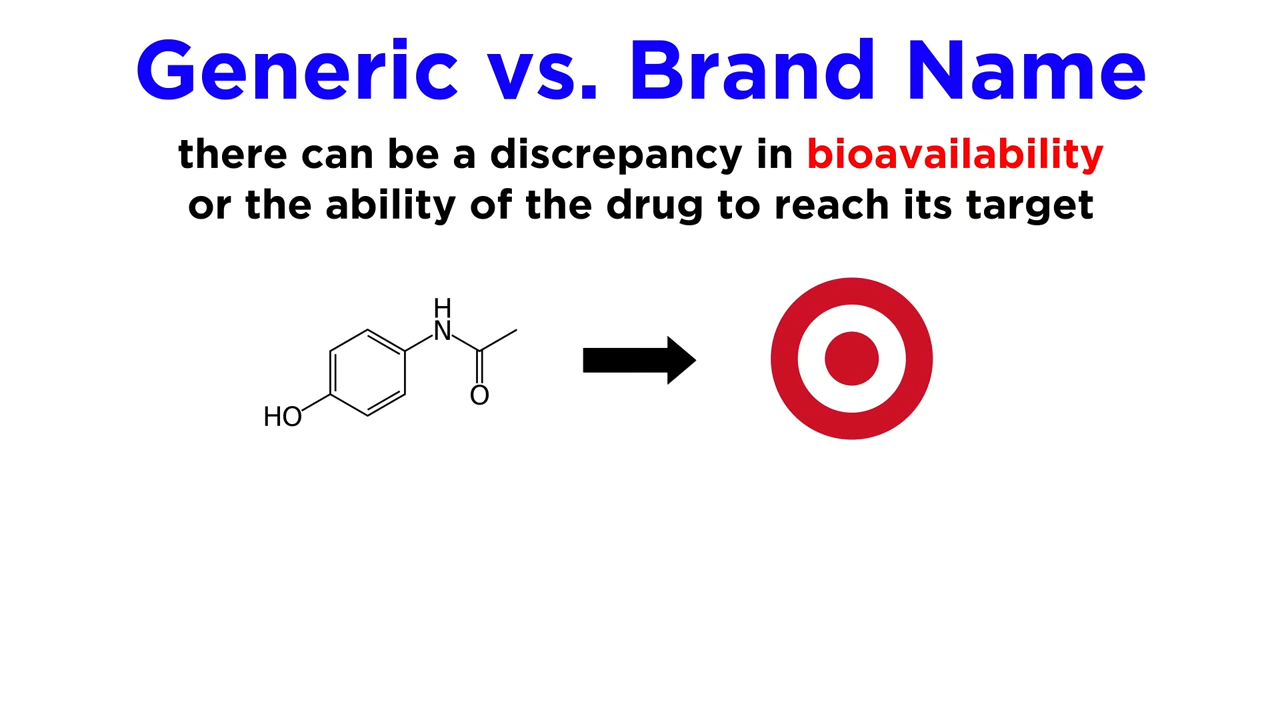 Generic vs. Brand Name
there can be a discrepancy in bioavailability
or the ability of the drug to reach its target
H
N
O
HO